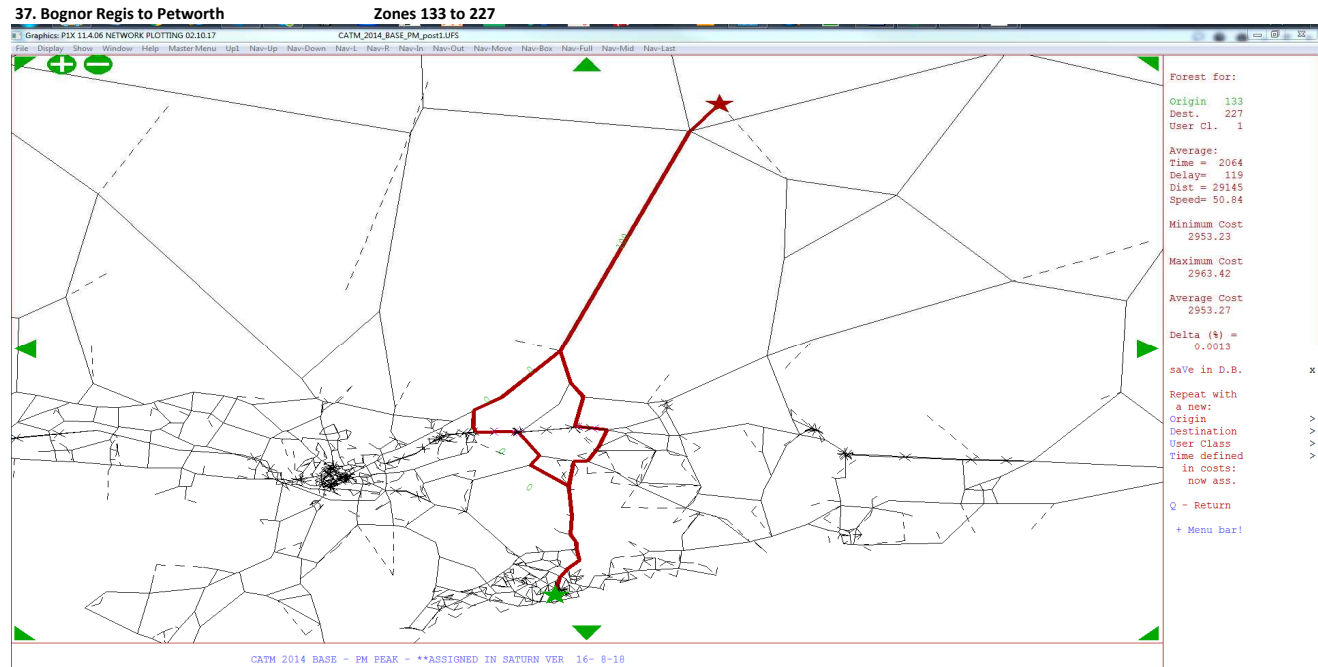 37. Bognor Regis to Petworth Zones 133 to 227
Graphics: P1X 11.4.06 NETWORK PLOTTING 02.10.17 CATM_2014_BASE_PM_post1.UFS
File Display Show Window Help Master Menu Up1 Nav-Up Nav-Down Nav-L Nav-R Nav-In Nav-Out Nav-Move Nav-Box Nav-Full Nav-Mid Nav-Last
Forest for:
Origin 133
Dest. 227
User Cl. 1
Average:
Time = 2064
Delay= 119
Dist = 29145
Speed= 50.84
Minimum Cost
2953.23
Maximum Cost
2963.42
Average Cost
2953.27
Delta (%) =
0.0013
saVe in D.B. x
Repeat with
a new:
Origin >
Destination >
User Class >
Time defined >
in costs:
now ass.
Q - Return
+ Menu bar!
CATM 2014 BASE - PM PEAK - **ASSIGNED IN SATURN VER 16- 8-18